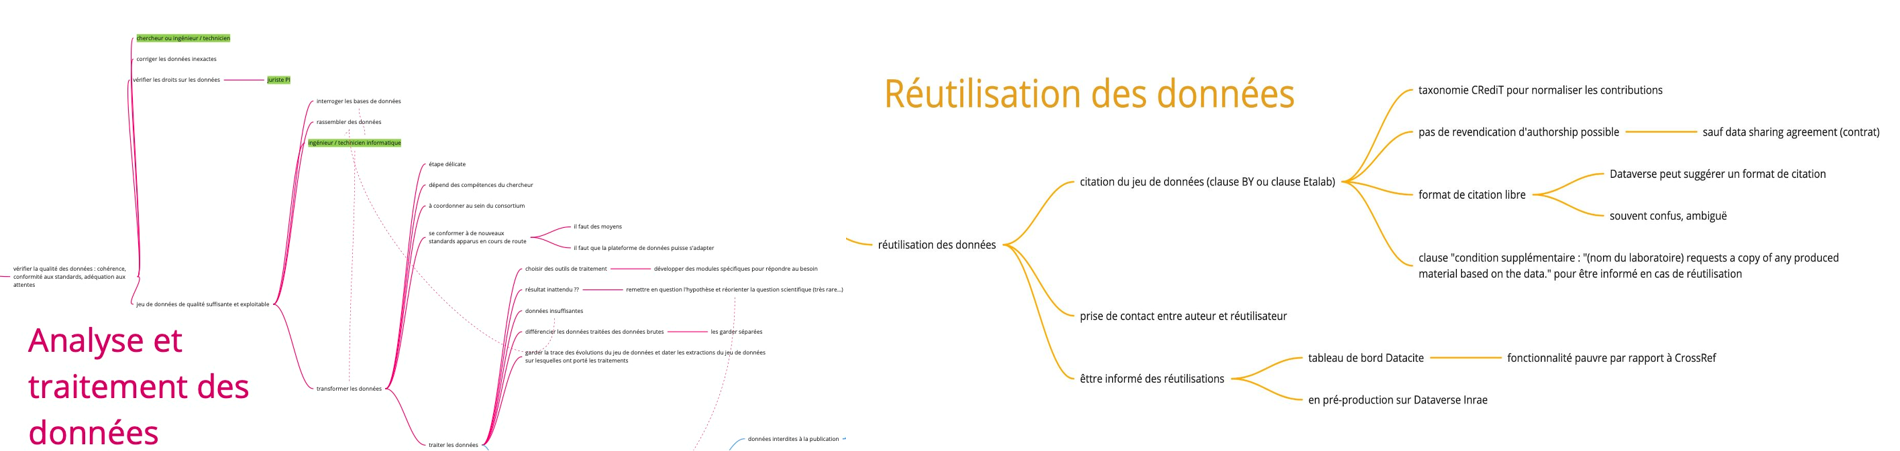 chercheur ou ingénieur / technicien
corriger les données inexactes
vérifier les droits sur les données
juriste PI
interroger les bases de données
rassembler des données
ingénieur / technicien informatique
étape délicate
dépend des compétences du chercheur
à coordonner au sein du consortium
se conformer à de nouveaux
standards apparus en cours de route
il faut des moyens
il faut que la plateforme de données puisse s'adapter
vérifier la qualité des données : cohérence,
conformité aux standards, adéquation aux
attentes
choisir des outils de traitement
développer des modules spécifiques pour répondre au besoin
résultat inattendu ??
remettre en question l'hypothèse et réorienter la question scientifique (très rare...)
jeu de données de qualité suffisante et exploitable
données insuffisantes
différencier les données traitées des données brutes
les garder séparées
garder la trace des évolutions du jeu de données et dater les extractions du jeu de données
sur lesquelles ont porté les traitements
Analyse et
traitement des
données
transformer les données
traiter les données
données interdites à la publication
Réutilisation des données
taxonomie CRediT pour normaliser les contributions
pas de revendication d'authorship possible
sauf data sharing agreement (contrat)
citation du jeu de données (clause BY ou clause Etalab)
Dataverse peut suggérer un format de citation
format de citation libre
souvent confus, ambiguë
réutilisation des données
clause "condition supplémentaire : "(nom du laboratoire) requests a copy of any produced
material based on the data." pour être informé en cas de réutilisation
prise de contact entre auteur et réutilisateur
tableau de bord Datacite
fonctionnalité pauvre par rapport à CrossRef
êttre informé des réutilisations
en pré-production sur Dataverse Inrae